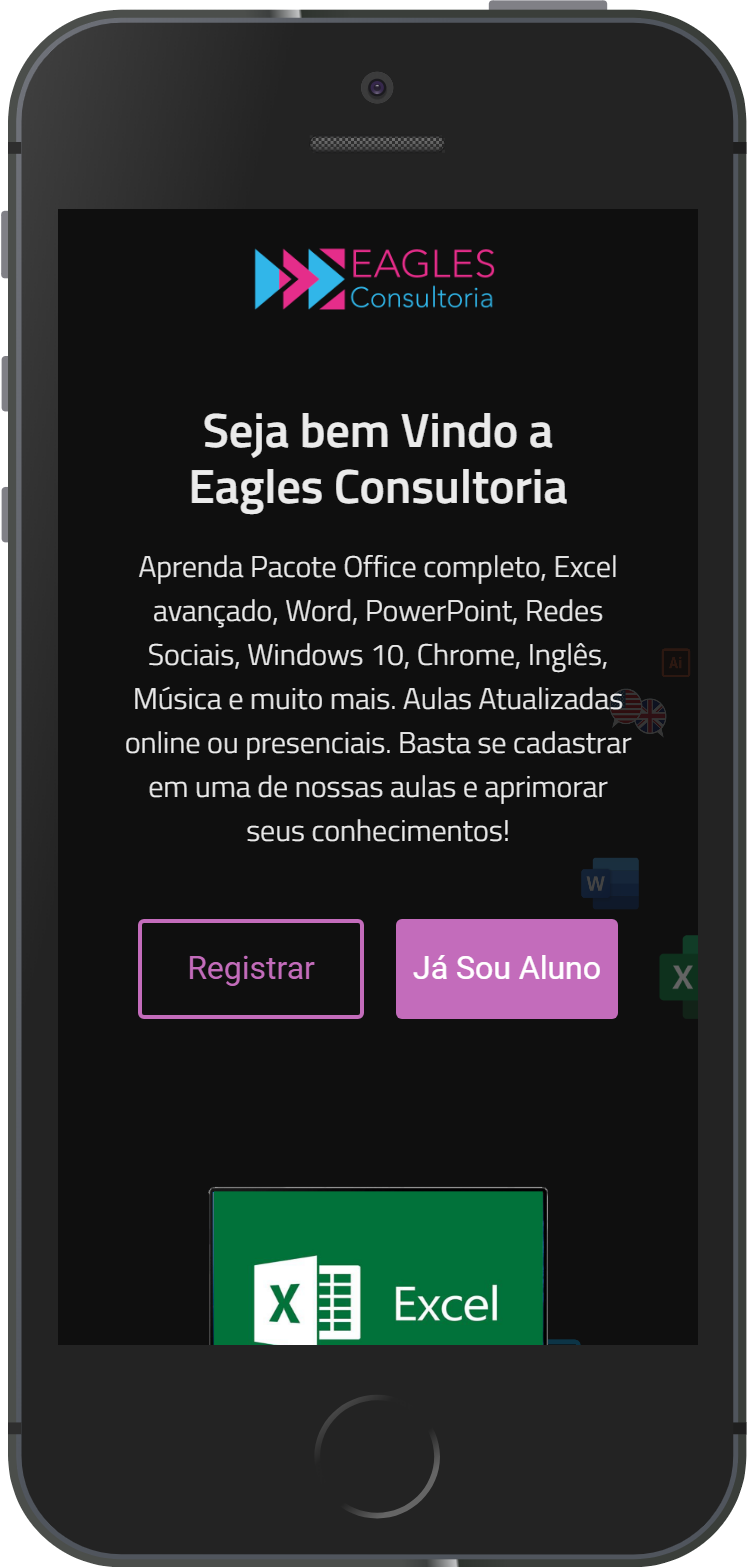 EAGLES
Consultoria
Seja bem Vindo a
Eagles Consultoria
Aprenda Pacote Office completo, Excel
avançado, Word, PowerPoint, Redes
Sociais, Windows 10, Chrome, Inglês,
Música e muito mais. Aulas Atualizadas
online ou presenciais. Basta se cadastrar
em uma de nossas aulas e aprimorar
seus conhecimentos!
Ai
W
Registrar
Já Sou Aluno
X
X
Excel